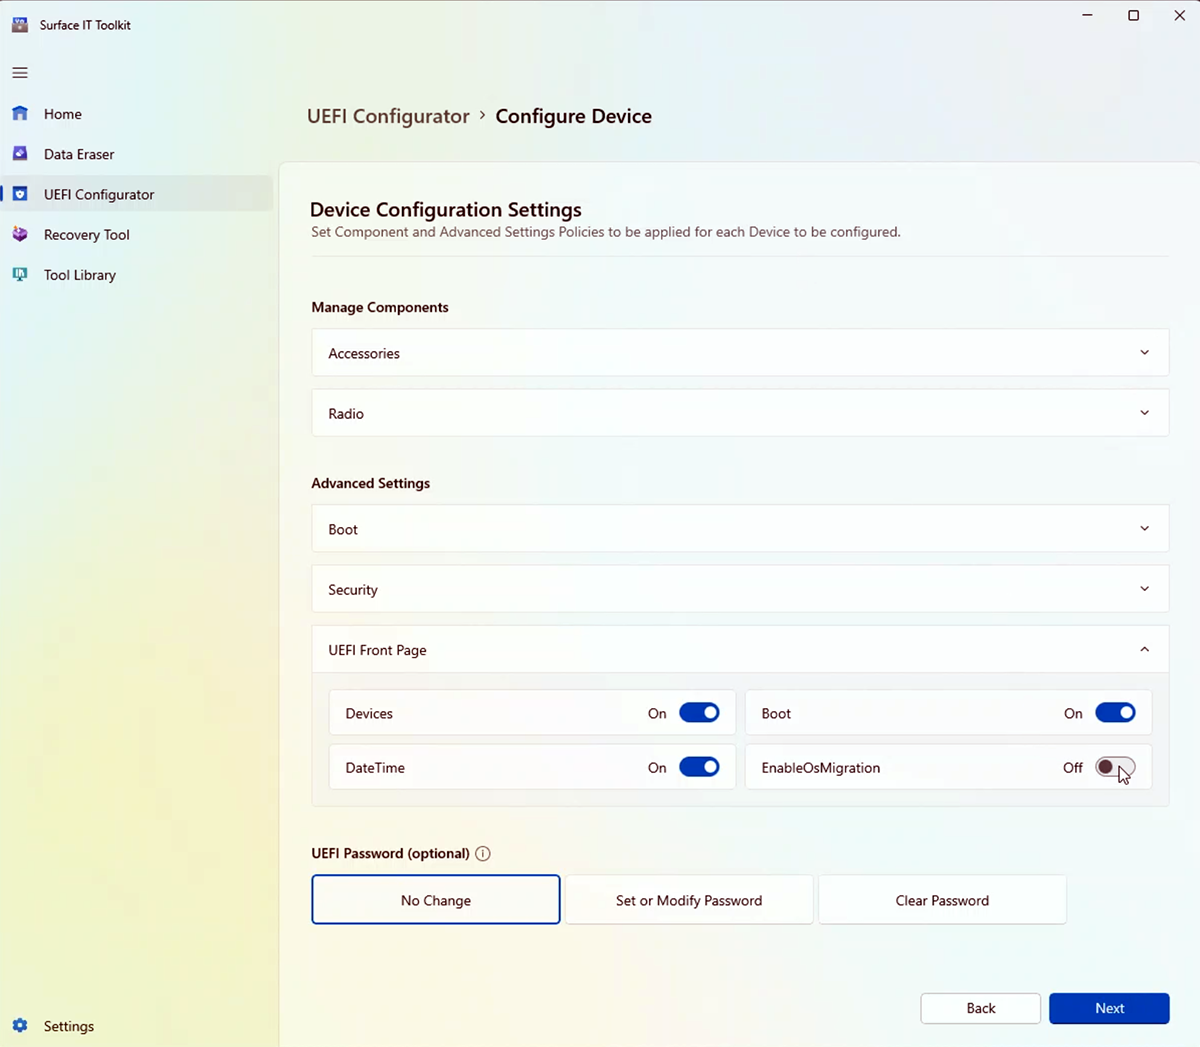 Surface IT Toolkit
Home
Data Eraser
UEFI Configurator
Recovery Tool
Tool Library
Settings
UEFI Configurator > Configure Device
Device Configuration Settings
Set Component and Advanced Settings Policies to be applied for each Device to be configured.
Manage Components
Accessories
Radio
Advanced Settings
Boot
Security
UEFI Front Page
Devices On
Boot On
DateTime On
EnableOsMigration Off
UEFI Password (optional)
No Change
Set or Modify Password
Clear Password
Back
Next